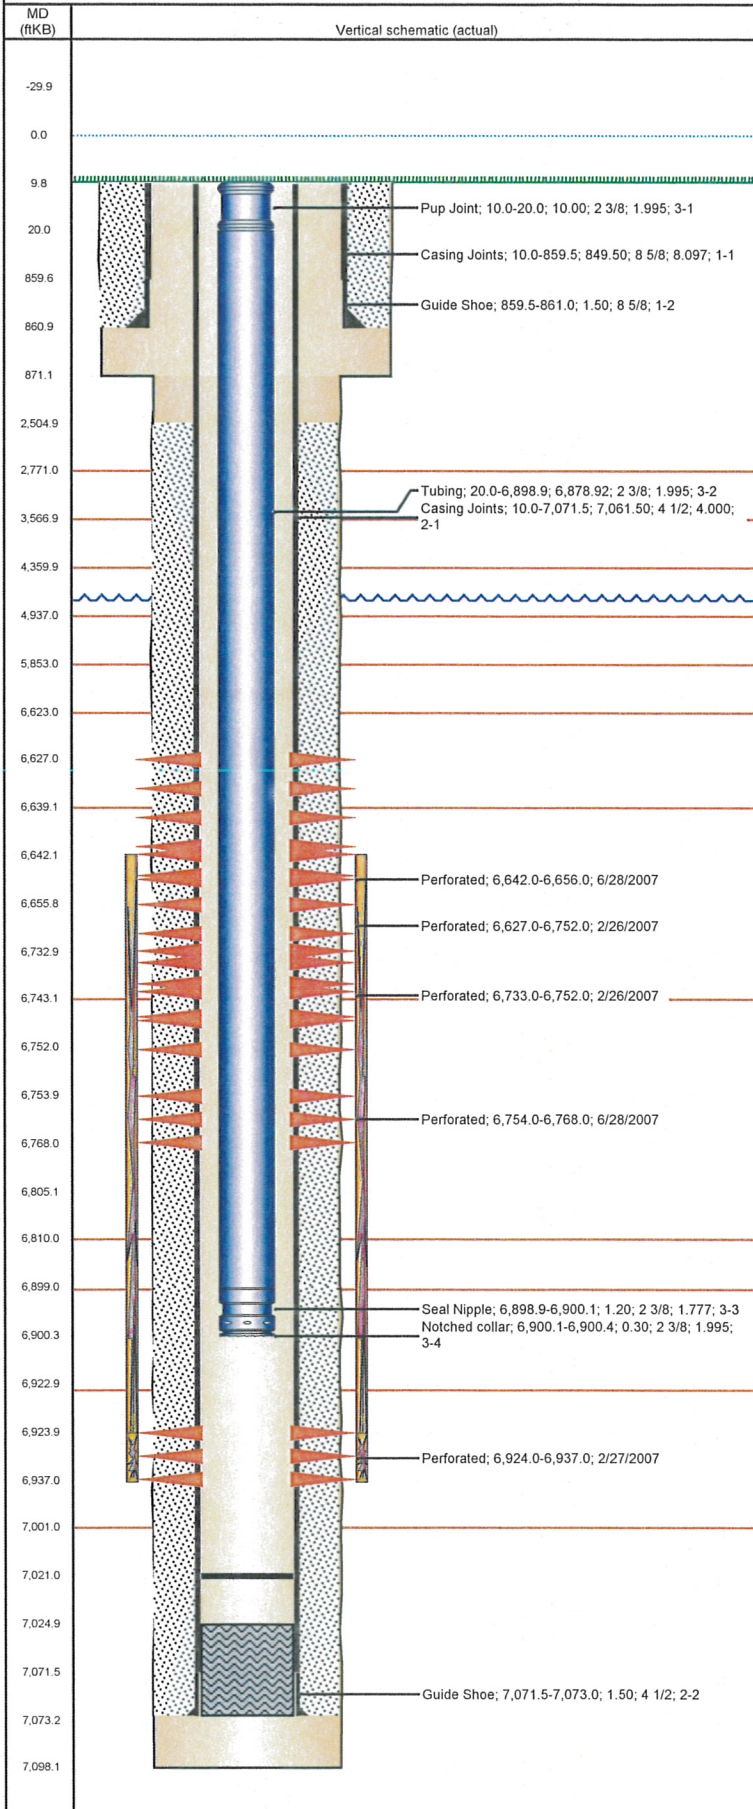 MD
(ftKB)
Vertical schematic (actual)
-29.9
0.0
9.8
Pup Joint; 10.0-20.0; 10.00; 2 3/8; 1.995; 3-1
20.0
Casing Joints; 10.0-859.5; 849.50; 8 5/8; 8.097; 1-1
859.6
Guide Shoe; 859.5-861.0; 1.50; 8 5/8; 1-2
860.9
871.1
2,504.9
2,771.0
Tubing; 20.0-6,898.9; 6,878.92; 2 3/8; 1.995; 3-2
Casing Joints; 10.0-7,071.5; 7,061.50; 4 1/2; 4.000;
2-1
3,566.9
4,359.9
4,937.0
5,853.0
6,623.0
6,627.0
6,639.1
6,642.1
Perforated; 6,642.0-6,656.0; 6/28/2007
6,655.8
Perforated; 6,627.0-6,752.0; 2/26/2007
6,732.9
Perforated; 6,733.0-6,752.0; 2/26/2007
6,743.1
6,752.0
6,753.9
Perforated; 6,754.0-6,768.0; 6/28/2007
6,768.0
6,805.1
6,810.0
6,899.0
Seal Nipple; 6,898.9-6,900.1; 1.20; 2 3/8; 1.777; 3-3
Notched collar; 6,900.1-6,900.4; 0.30; 2 3/8; 1.995;
3-4
6,900.3
6,922.9
6,923.9
Perforated; 6,924.0-6,937.0; 2/27/2007
6,937.0
7,001.0
7,021.0
7,024.9
7,071.5
Guide Shoe; 7,071.5-7,073.0; 1.50; 4 1/2; 2-2
7,073.2
7,098.1